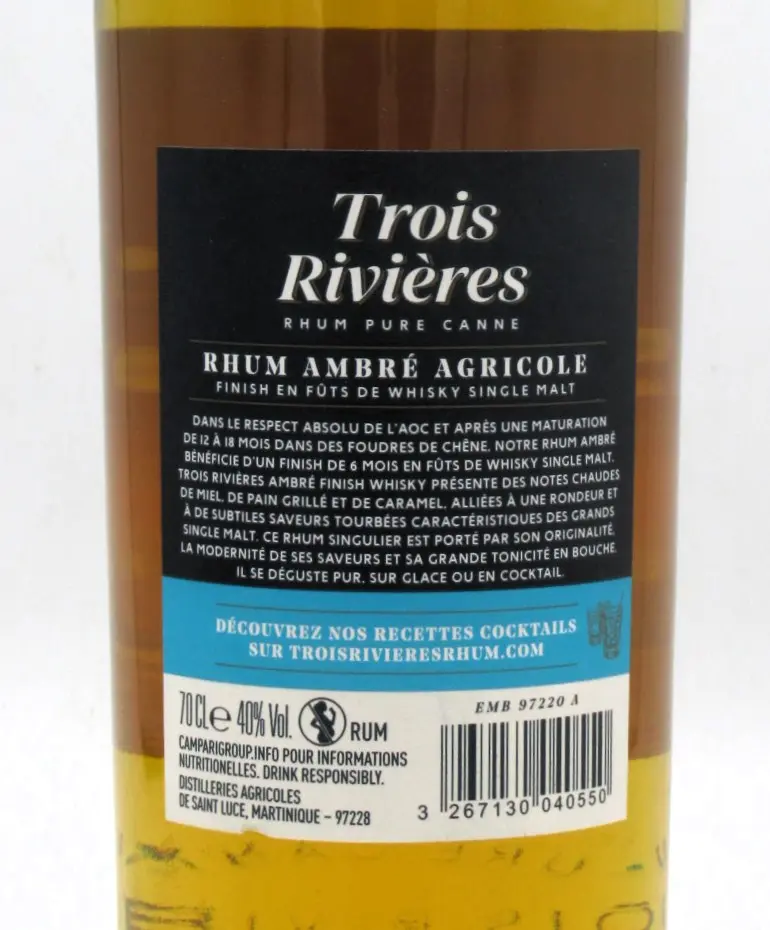 Trois
Rivières
RHUM PURE CANNE
RHUM AMBRÉ AGRICOLE
FINISH EN FÛTS DE WHISKY SINGLE MALT
DANS LE RESPECT ABSOLU DE L'AOC ET APRÈS UNE MATURATION
DE 12 À 18 MOIS DANS DES FOUDRES DE CHÊNE, NOTRE RHUM AMBRÉ
BÉNÉFICIE D'UN FINISH DE 6 MOIS EN FÛTS DE WHISKY SINGLE MALT.
TROIS RIVIÈRES AMBRÉ FINISH WHISKY PRÉSENTE DES NOTES CHAUDES
DE MIEL, DE PAIN GRILLÉ ET DE CARAMEL, ALLIÉES À UNE RONDEUR ET
À DE SUBTILES SAVEURS TOURBÉES CARACTÉRISTIQUES DES GRANDS
SINGLE MALT. CE RHUM SINGULIER EST PORTÉ PAR SON ORIGINALITÉ,
LA MODERNITÉ DE SES SAVEURS ET SA GRANDE TONICITÉ EN BOUCHE.
IL SE DÉGUSTE PUR, SUR GLACE OU EN COCKTAIL.
DÉCOUVREZ NOS RECETTES COCKTAILS
SUR TROISRIVIERESRHUM.COM
70 CL e 40% Vol. RUM
CAMPARIGROUP.INFO POUR INFORMATIONS
NUTRITIONELLES. DRINK RESPONSIBLY.
DISTILLERIES AGRICOLES
DE SAINT LUCE, MARTINIQUE – 97228
EMB 97220 A
3 267130 040550